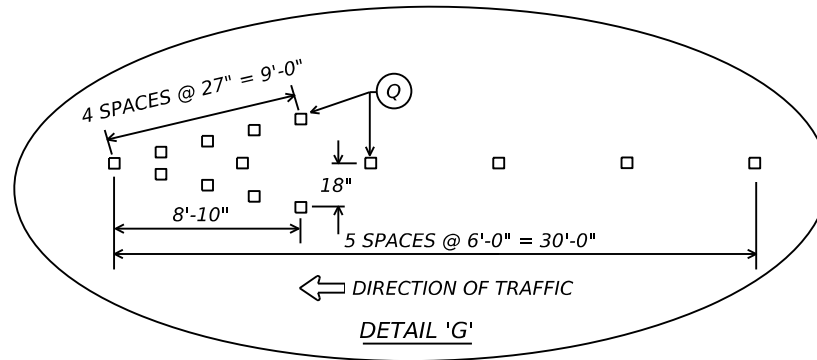 4 SPACES @ 27" = 9'-0"
Q
18"
8'-10"
5 SPACES @ 6'-0" = 30'-0"
DIRECTION OF TRAFFIC
DETAIL 'G'